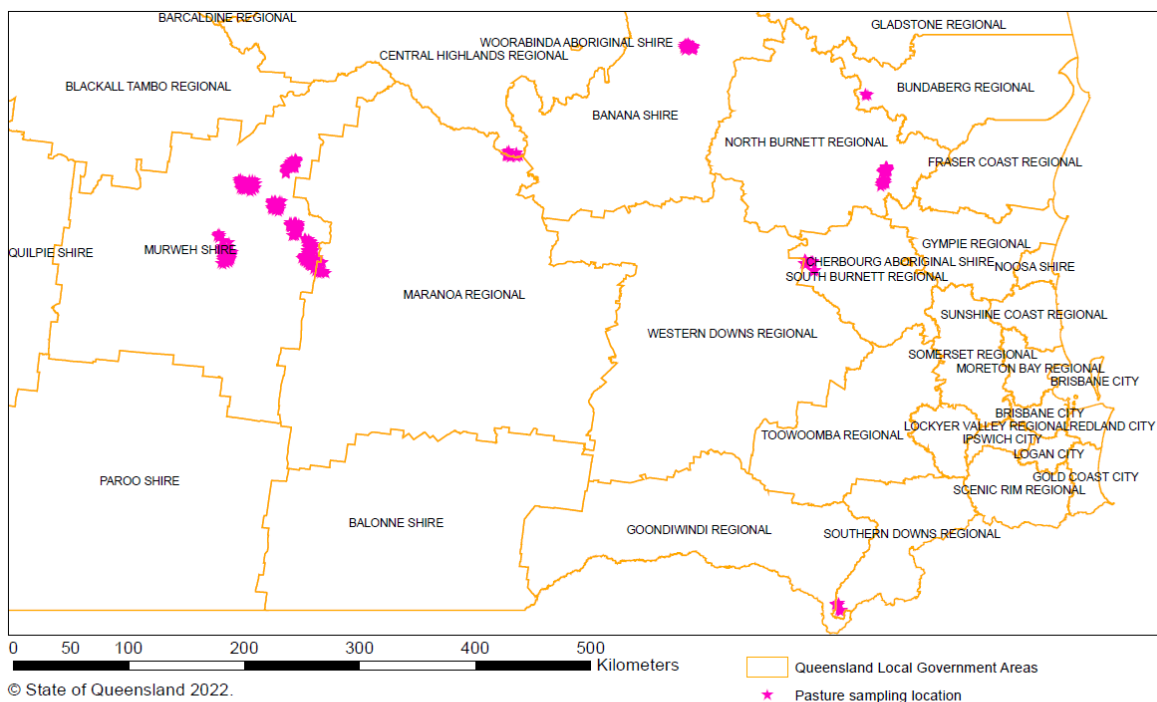 BARCALDINE REGIONAL
GLADSTONE REGIONAL
WOORABINDA ABORIGINAL SHIRE
CENTRAL HIGHLANDS REGIONAL
BLACKALL TAMBO REGIONAL
BUNDABERG REGIONAL
BANANA SHIRE
NORTH BURNETT REGIONAL
FRASER COAST REGIONAL
QUILPIE SHIRE
MURWEH SHIRE
GYMPIE REGIONAL
CHERBOURG ABORIGINAL SHIRE
NOOSA SHIRE
SOUTH BURNETT REGIONAL
MARANOA REGIONAL
SUNSHINE COAST REGIONAL
WESTERN DOWNS REGIONAL
SOMERSET REGIONAL
MORETON BAY REGIONAL
BRISBANE CITY
BRISBANE CITY
LOCKYER VALLEY REGIONAL
REDLAND CITY
TOOWOOMBA REGIONAL
IPSWICH CITY
LOGAN CITY
GOLD COAST CITY
PAROO SHIRE
SCENIC RIM REGIONAL
BALONNE SHIRE
GOONDIWINDI REGIONAL
SOUTHERN DOWNS REGIONAL
0 100 200 300 400 500
Kilometers
Queensland Local Government Areas
© State of Queensland 2022.
Pasture sampling location